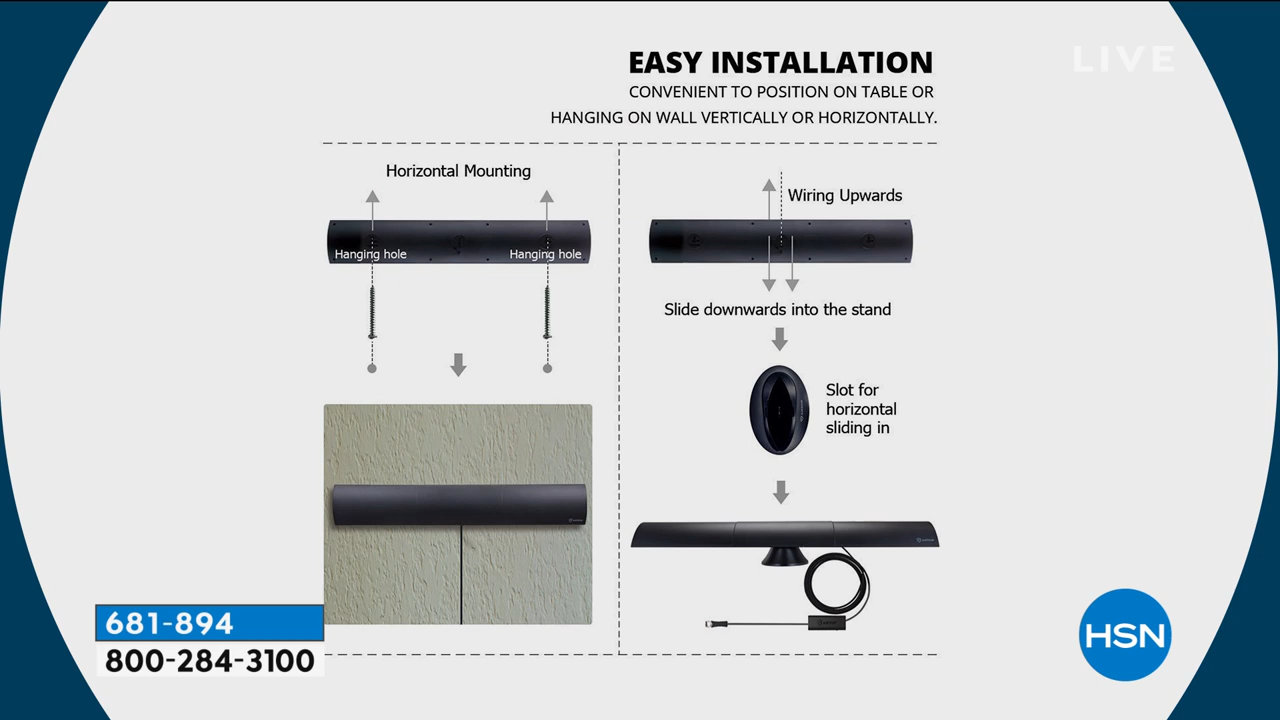 EASY INSTALLATION
CONVENIENT TO POSITION ON TABLE OR
HANGING ON WALL VERTICALLY OR HORIZONTALLY.
LIVE
Horizontal Mounting
Hanging hole
Hanging hole
Wiring Upwards
Slide downwards into the stand
Slot for
horizontal
sliding in
681-894
800-284-3100
HSN